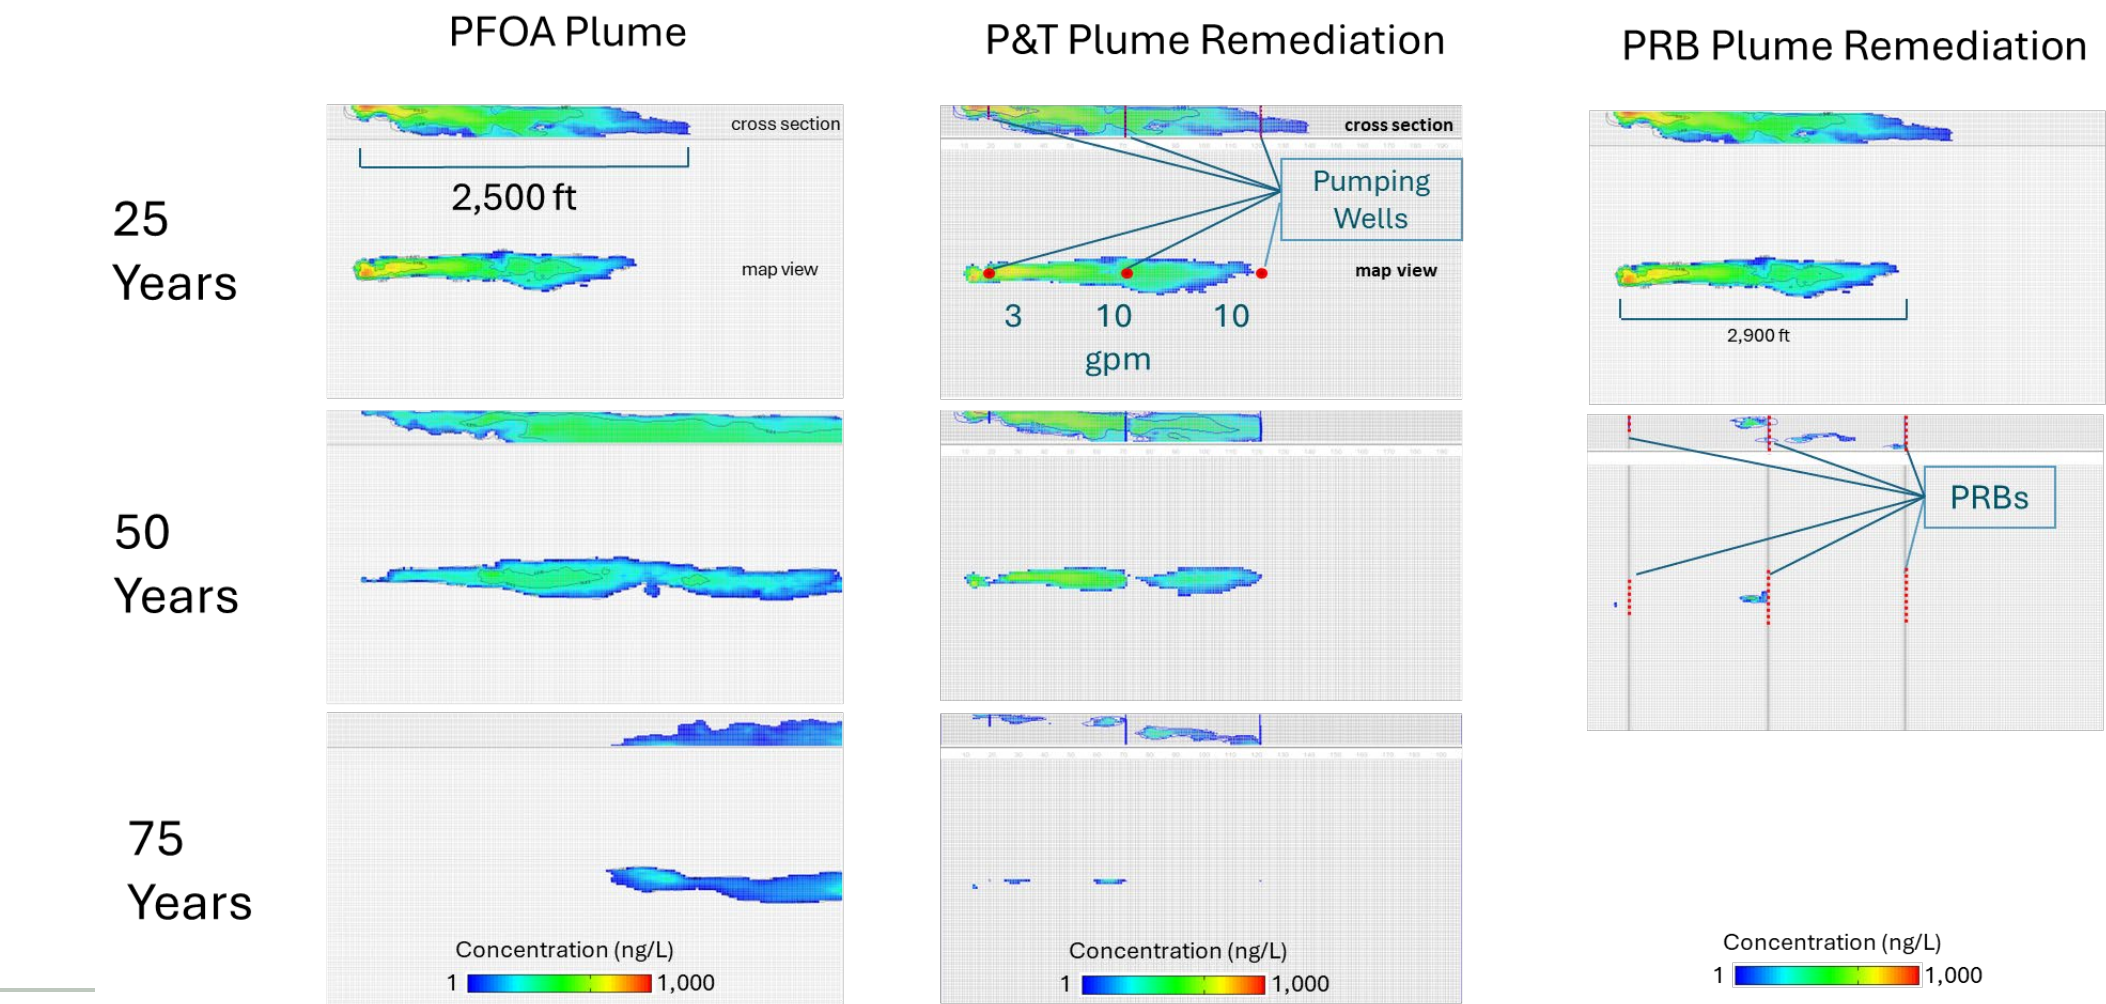 PFOA Plume
P&T Plume Remediation
PRB Plume Remediation
25
Years
cross section
2,500 ft
map view
cross section
Pumping
Wells
map view
3 10 10
gpm
2,900 ft
50
Years
PRBs
75
Years
Concentration (ng/L)
1 1,000
Concentration (ng/L)
1 1,000
Concentration (ng/L)
1 1,000